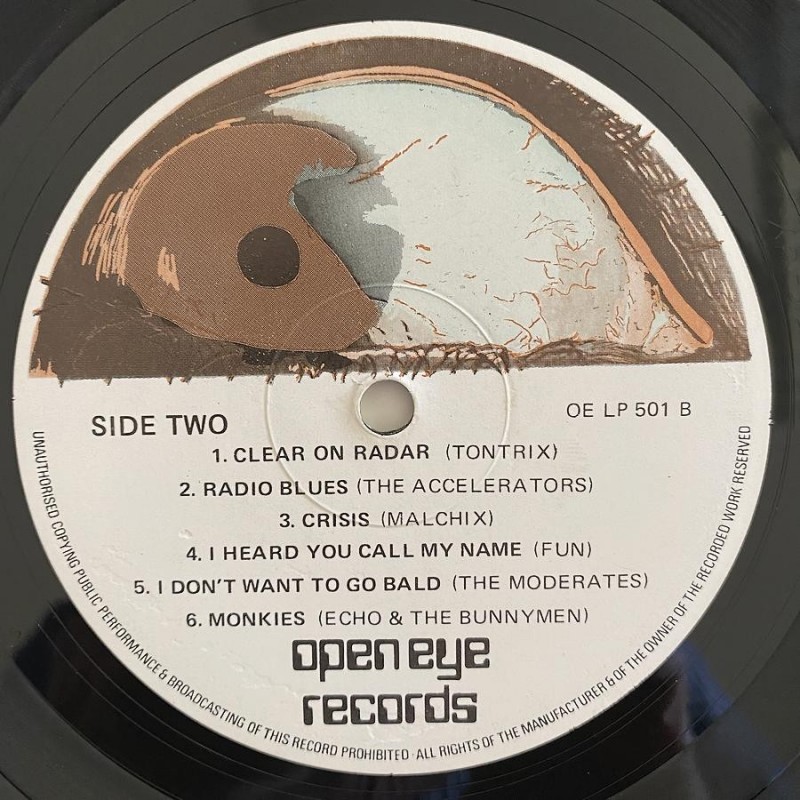 SIDE TWO
OE LP 501 B
1. CLEAR ON RADAR (TONTRIX)
2. RADIO BLUES (THE ACCELERATORS)
3. CRISIS (MALCHIX)
4. I HEARD YOU CALL MY NAME (FUN)
5. I DON'T WANT TO GO BALD (THE MODERATES)
6. MONKIES (ECHO & THE BUNNYMEN)
open eye
records
UNAUTHORISED COPYING PUBLIC PERFORMANCE & BROADCASTING OF THIS RECORD PROHIBITED · ALL RIGHTS OF THE MANUFACTURER & OF THE OWNER OF THE RECORDED WORK RESERVED